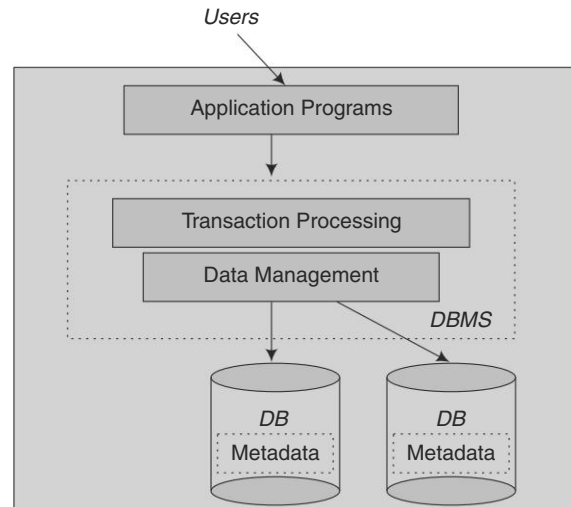 Users
Application Programs
Transaction Processing
Data Management
DBMS
DB
Metadata
DB
Metadata